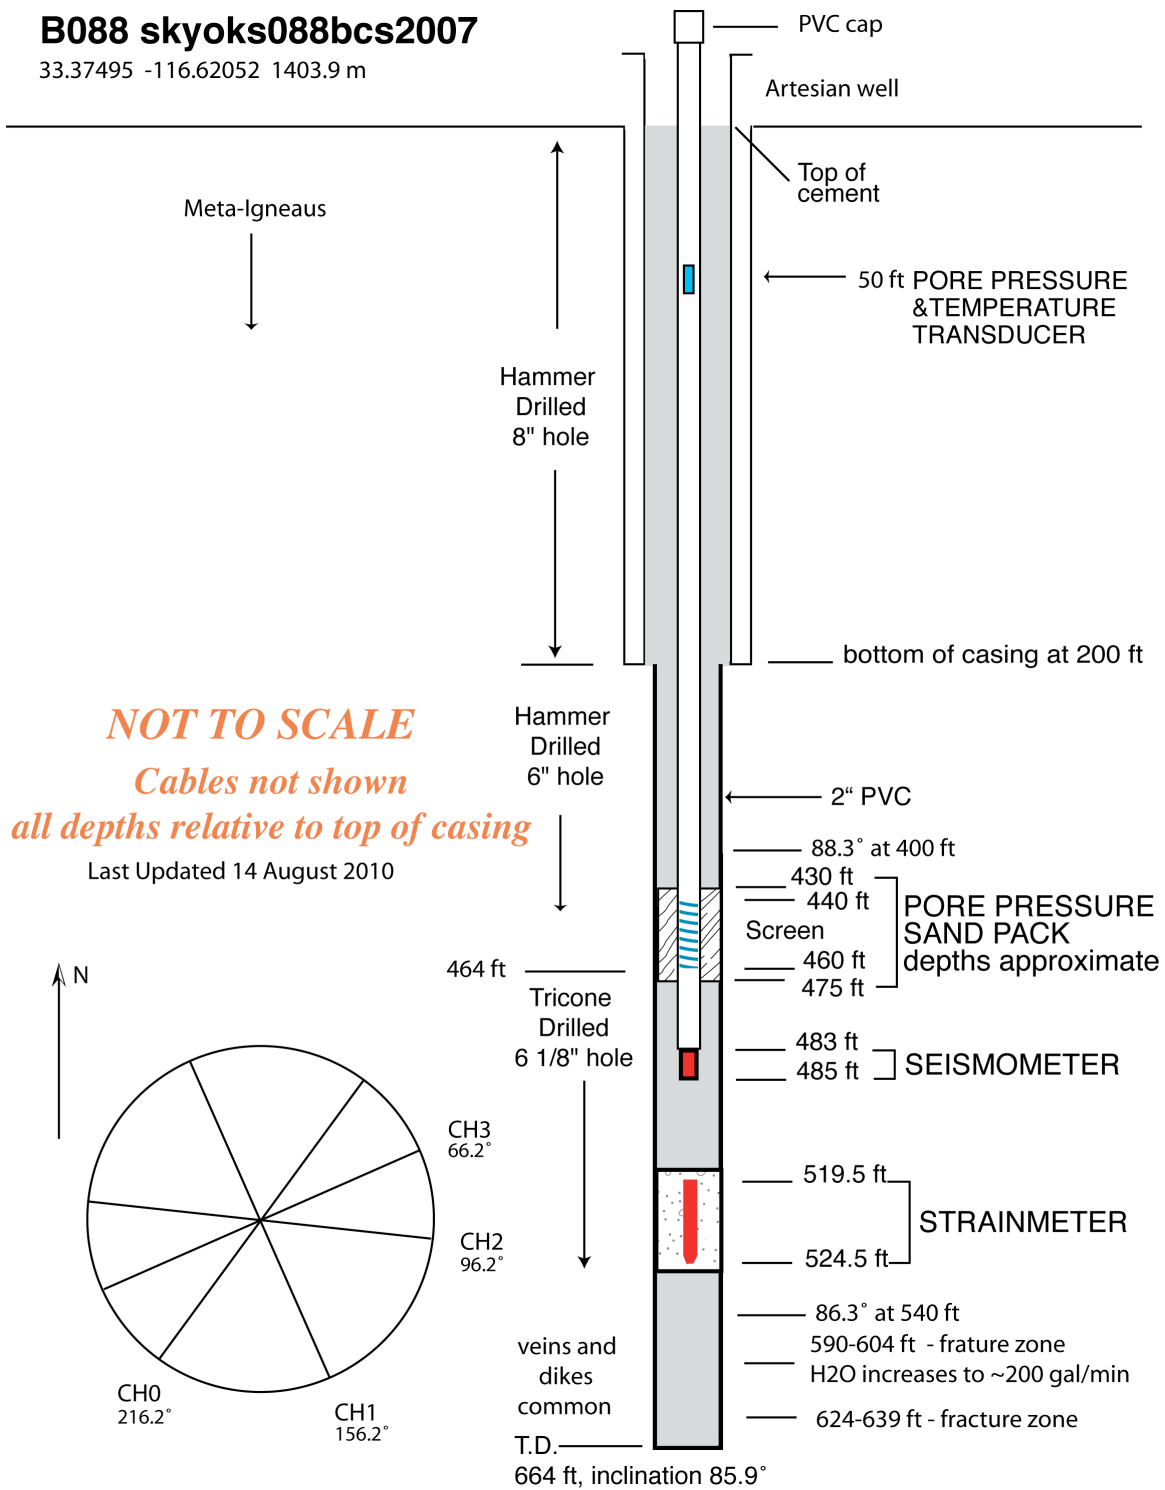 B088 skyoks088bcs2007
33.37495 -116.62052 1403.9 m
PVC cap
Artesian well
Top of
cement
Meta-Igneaus
50 ft PORE PRESSURE
&TEMPERATURE
TRANSDUCER
Hammer
Drilled
8" hole
bottom of casing at 200 ft
NOT TO SCALE
Cables not shown
all depths relative to top of casing
Last Updated 14 August 2010
Hammer
Drilled
6" hole
2“ PVC
88.3˚ at 400 ft
430 ft
440 ft
Screen
460 ft
475 ft
PORE PRESSURE
SAND PACK
depths approximate
464 ft
Tricone
Drilled
6 1/8" hole
483 ft
485 ft
SEISMOMETER
N
CH3
66.2˚
CH2
96.2˚
CH0
216.2˚
CH1
156.2˚
519.5 ft
524.5 ft
STRAINMETER
86.3˚ at 540 ft
590-604 ft - frature zone
H2O increases to ~200 gal/min
624-639 ft - fracture zone
veins and
dikes
common
T.D.
664 ft, inclination 85.9˚